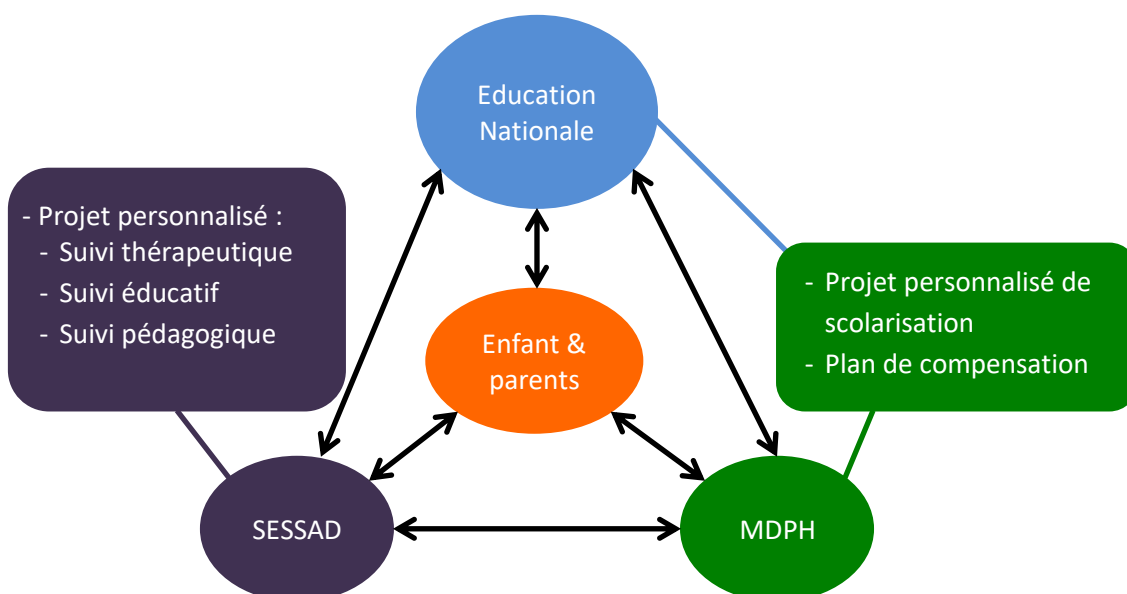 Education
Nationale
- Projet personnalisé :
- Suivi thérapeutique
- Suivi éducatif
- Suivi pédagogique
- Projet personnalisé de
scolarisation
- Plan de compensation
Enfant &
parents
SESSAD
MDPH